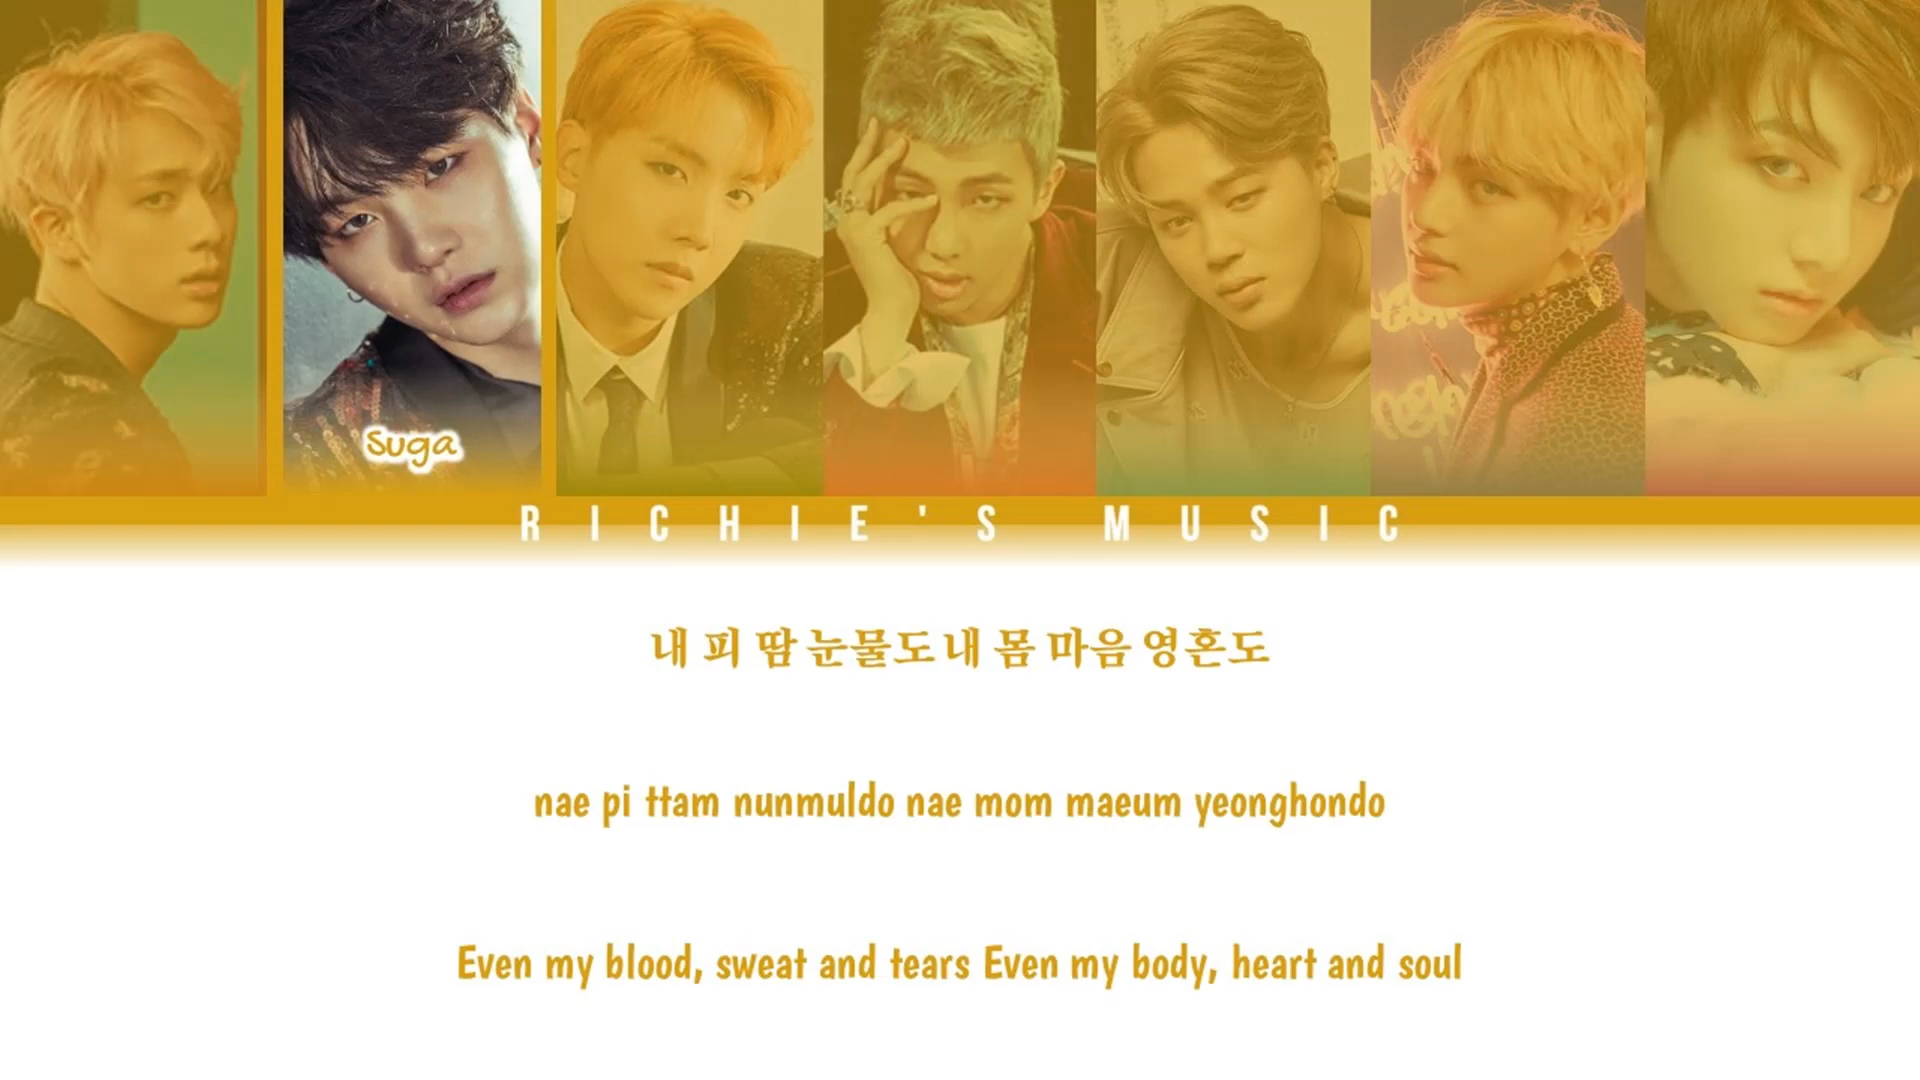 Suga
RICHIE'S MUSIC
내 피 땀 눈물도 내 몸 마음 영혼도
nae pi ttam nunmuldo nae mom maeum yeonghondo
Even my blood, sweat and tears Even my body, heart and soul